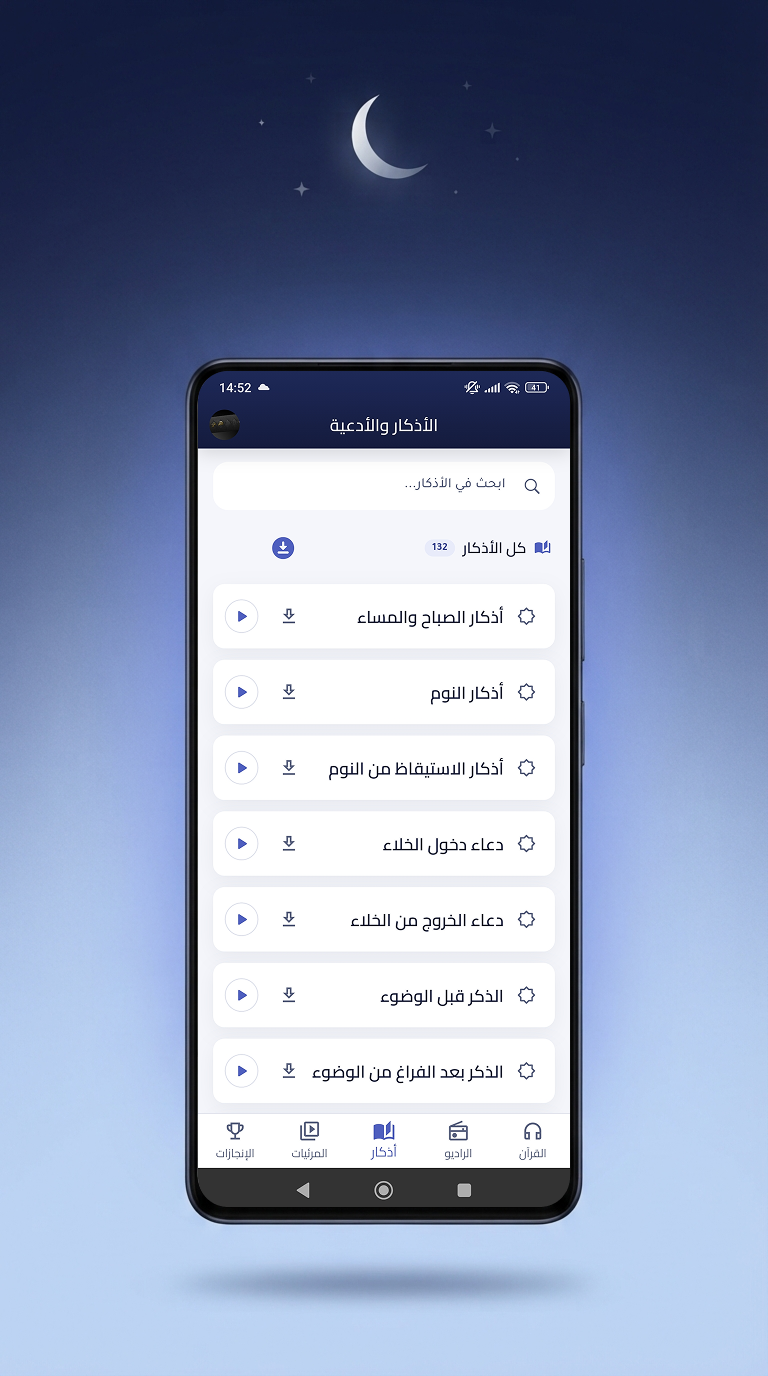 14:52
41
الأذكار والأدعية
ابحث في الأذكار...
كل الأذكار 132
أذكار الصباح والمساء
أذكار النوم
أذكار الاستيقاظ من النوم
دعاء دخول الخلاء
دعاء الخروج من الخلاء
الذكر قبل الوضوء
الذكر بعد الفراغ من الوضوء
القرآن
الراديو
أذكار
المرئيات
الإنجازات